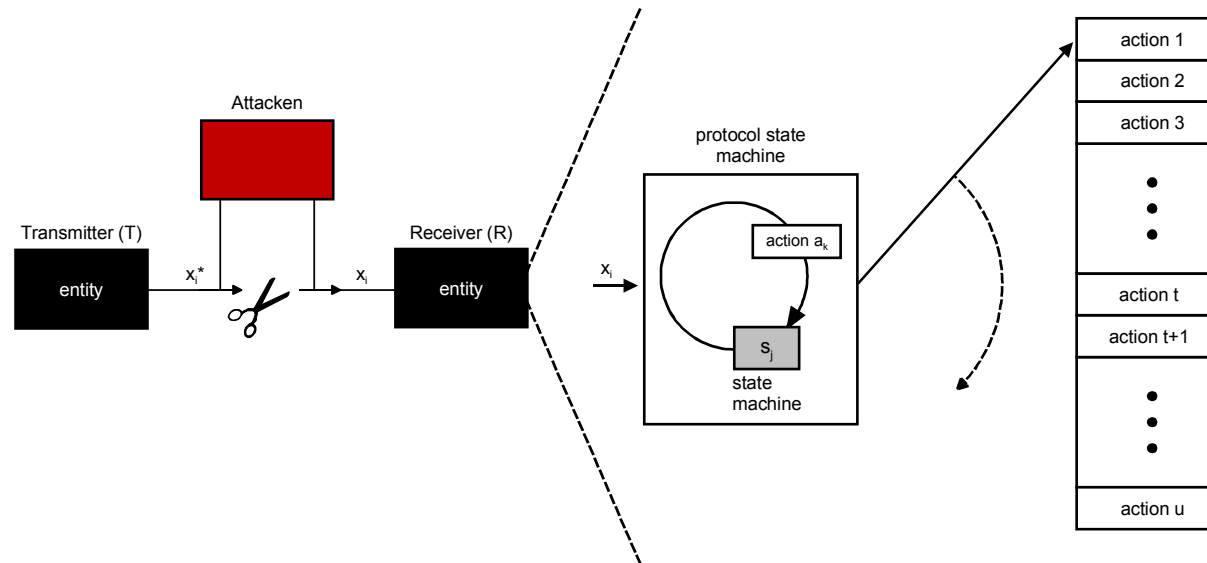 Attacken
Transmitter (T)
entity
x_i*
x_i
Receiver (R)
entity
x_i
protocol state
machine
action a_k
s_j
state
machine
action 1
action 2
action 3
action t
action t+1
action u